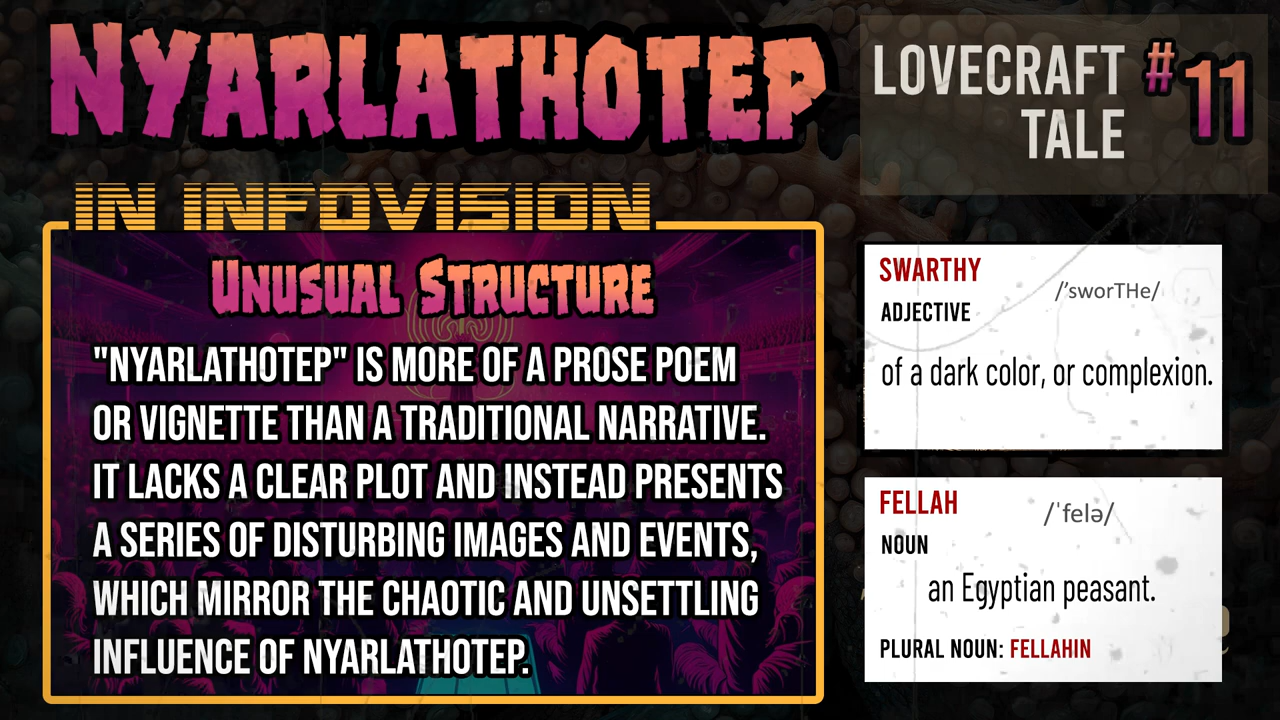 NYARLATHOTEP
LOVECRAFT
TALE
#11
IN INFOVISION
UNUSUAL STRUCTURE
"NYARLATHOTEP" IS MORE OF A PROSE POEM
OR VIGNETTE THAN A TRADITIONAL NARRATIVE.
IT LACKS A CLEAR PLOT AND INSTEAD PRESENTS
A SERIES OF DISTURBING IMAGES AND EVENTS,
WHICH MIRROR THE CHAOTIC AND UNSETTLING
INFLUENCE OF NYARLATHOTEP.
SWARTHY
/'sworTHe/
ADJECTIVE
of a dark color, or complexion.
FELLAH
/ˈfelə/
NOUN
an Egyptian peasant.
PLURAL NOUN: FELLAHIN